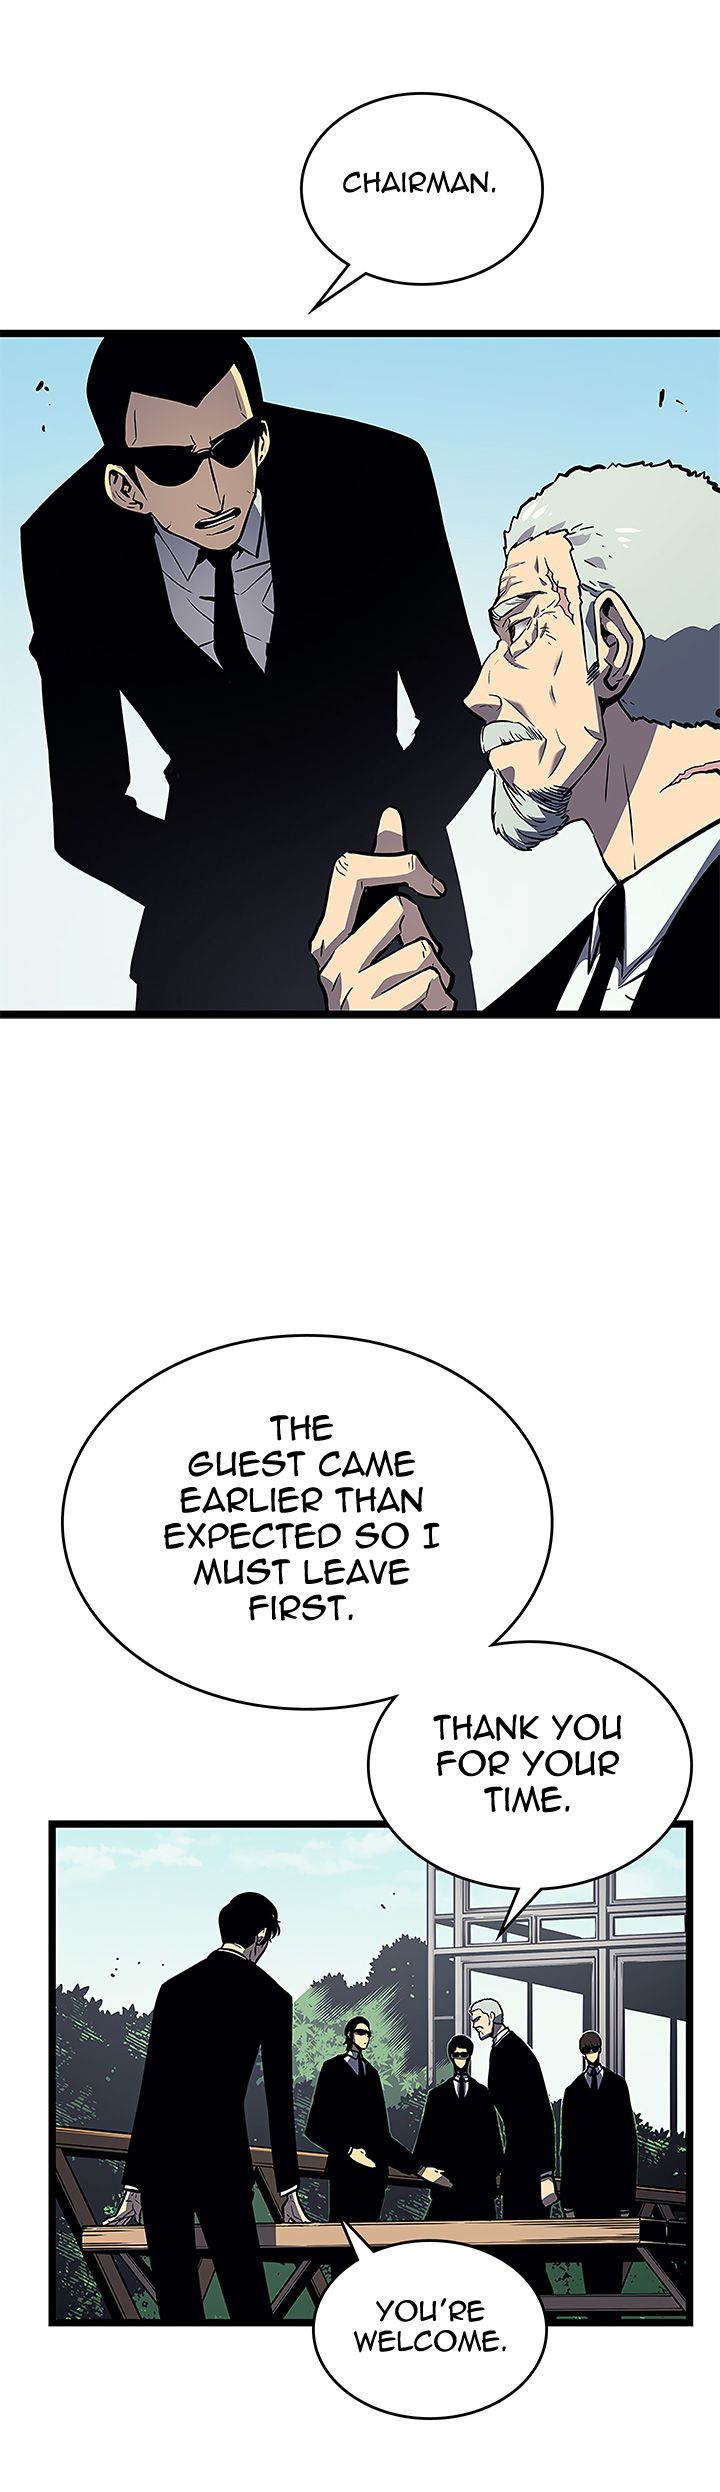 CHAIRMAN.
THE
GUEST CAME
EARLIER THAN
EXPECTED SO I
MUST LEAVE
FIRST.
THANK YOU
FOR YOUR
TIME.
YOU'RE
WELCOME.